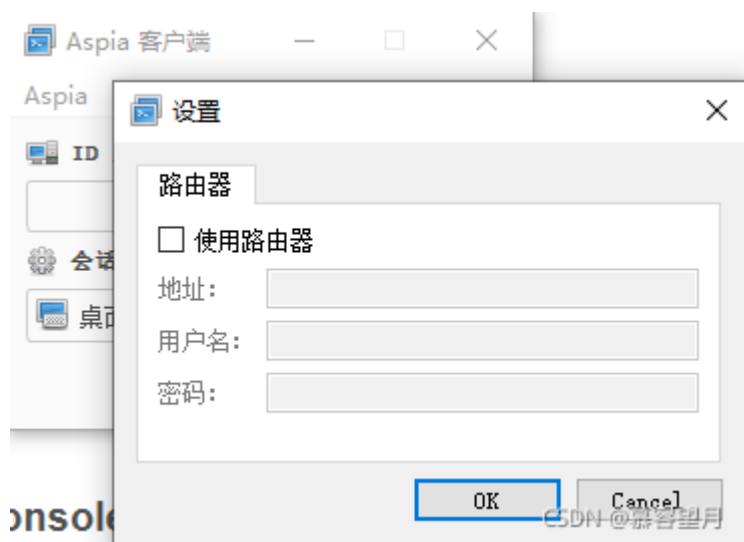 Aspia 客户端
Aspia
设置
ID
路由器
使用路由器
会话
地址:
桌面
用户名:
密码:
OK
Cancel
CSDN @慕容望月
onsole